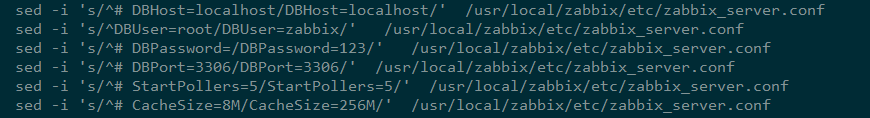 sed -i 's/^# DBHost=localhost/DBHost=localhost/'  /usr/local/zabbix/etc/zabbix_server.conf
sed -i 's/^DBUser=root/DBUser=zabbix/'   /usr/local/zabbix/etc/zabbix_server.conf
sed -i 's/^# DBPassword=/DBPassword=123/'   /usr/local/zabbix/etc/zabbix_server.conf
sed -i 's/^# DBPort=3306/DBPort=3306/'  /usr/local/zabbix/etc/zabbix_server.conf
sed -i 's/^# StartPollers=5/StartPollers=5/'  /usr/local/zabbix/etc/zabbix_server.conf
sed -i 's/^# CacheSize=8M/CacheSize=256M/'  /usr/local/zabbix/etc/zabbix_server.conf